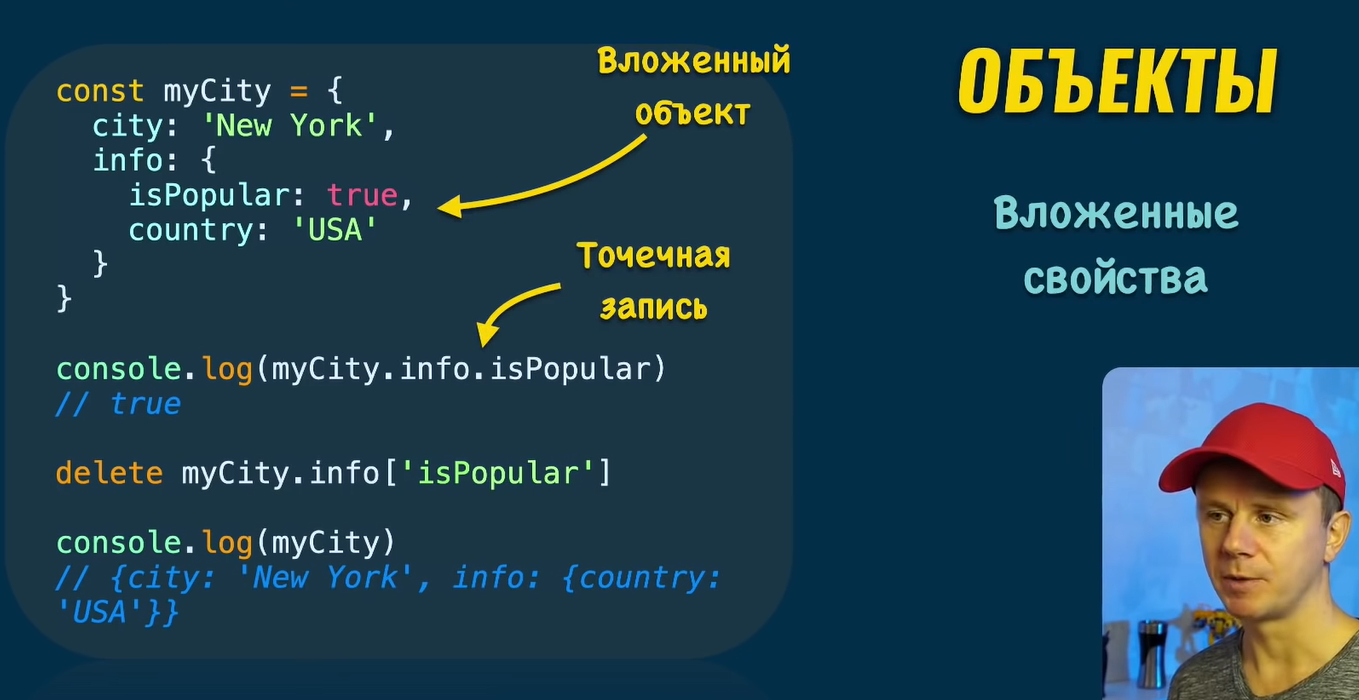 const myCity = {
  city: 'New York',
  info: {
    isPopular: true,
    country: 'USA'
  }
}
console.log(myCity.info.isPopular)
// true
delete myCity.info['isPopular']
console.log(myCity)
// {city: 'New York', info: {country:
'USA'}}
Вложенный
объект
Точечная
запись
ОБЪЕКТЫ
Вложенные
свойства